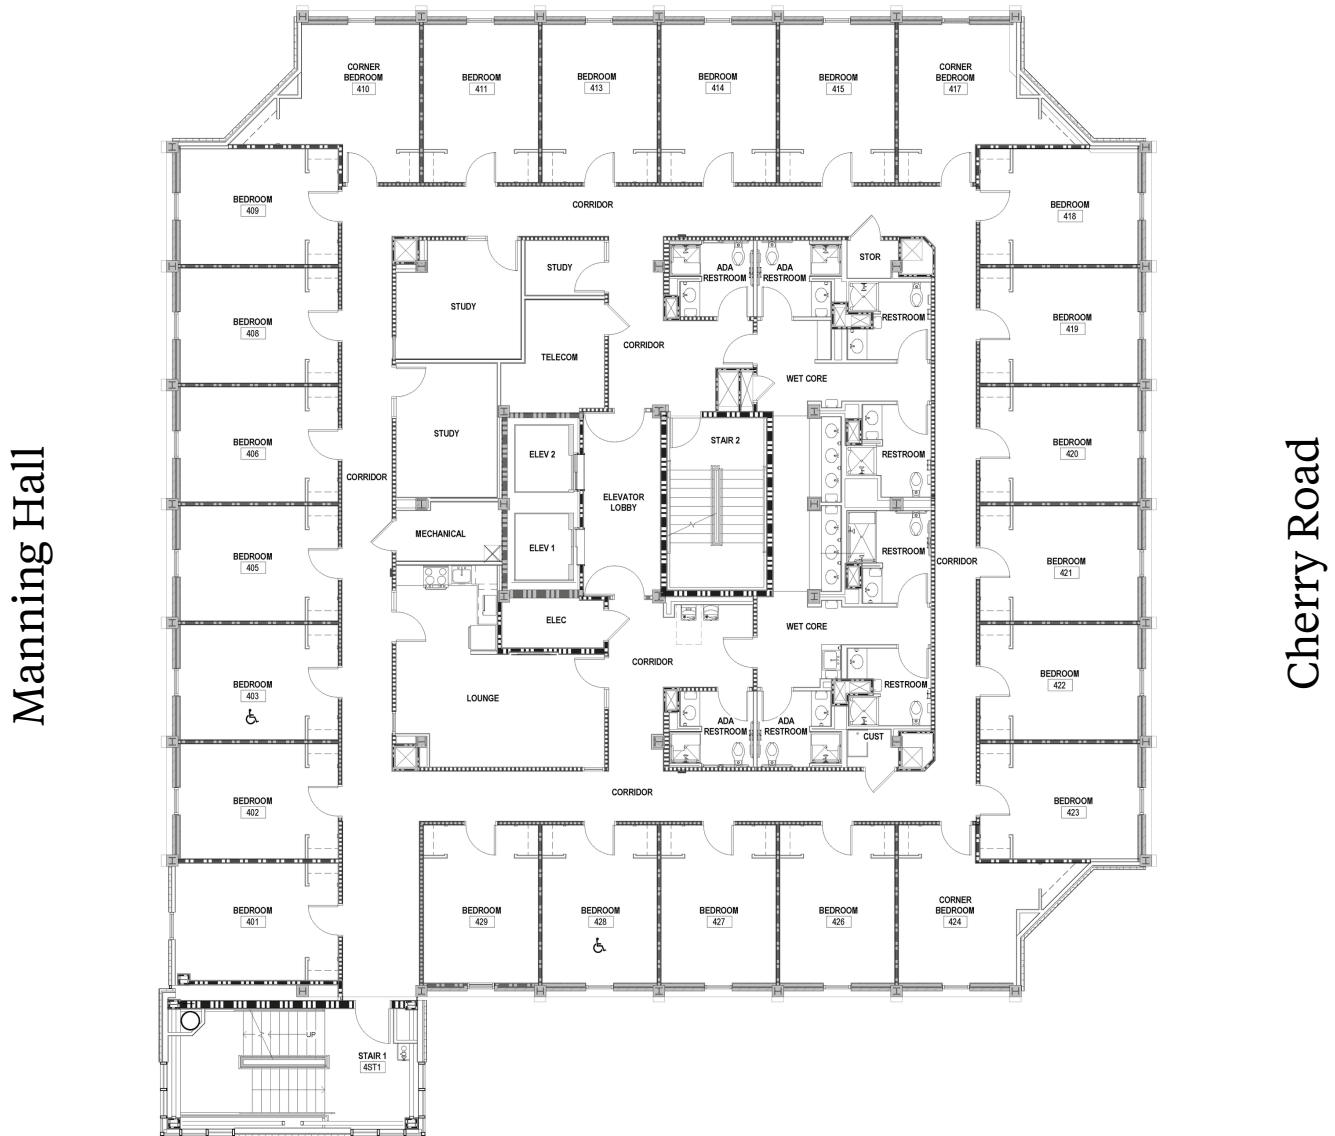 CORNER
BEDROOM
410
BEDROOM
411
BEDROOM
413
BEDROOM
414
BEDROOM
415
CORNER
BEDROOM
417
BEDROOM
409
CORRIDOR
BEDROOM
418
STUDY
ADA
RESTROOM
ADA
RESTROOM
STOR
STUDY
RESTROOM
BEDROOM
408
BEDROOM
419
TELECOM
CORRIDOR
WET CORE
BEDROOM
406
STUDY
ELEV 2
STAIR 2
RESTROOM
BEDROOM
420
Manning Hall
Cherry Road
CORRIDOR
ELEVATOR
LOBBY
MECHANICAL
ELEV 1
RESTROOM
CORRIDOR
BEDROOM
405
BEDROOM
421
ELEC
WET CORE
CORRIDOR
BEDROOM
403
LOUNGE
RESTROOM
BEDROOM
422
ADA
RESTROOM
ADA
RESTROOM
CUST
CORRIDOR
BEDROOM
402
BEDROOM
423
BEDROOM
401
BEDROOM
429
BEDROOM
428
BEDROOM
427
BEDROOM
426
CORNER
BEDROOM
424
UP
STAIR 1
4ST1